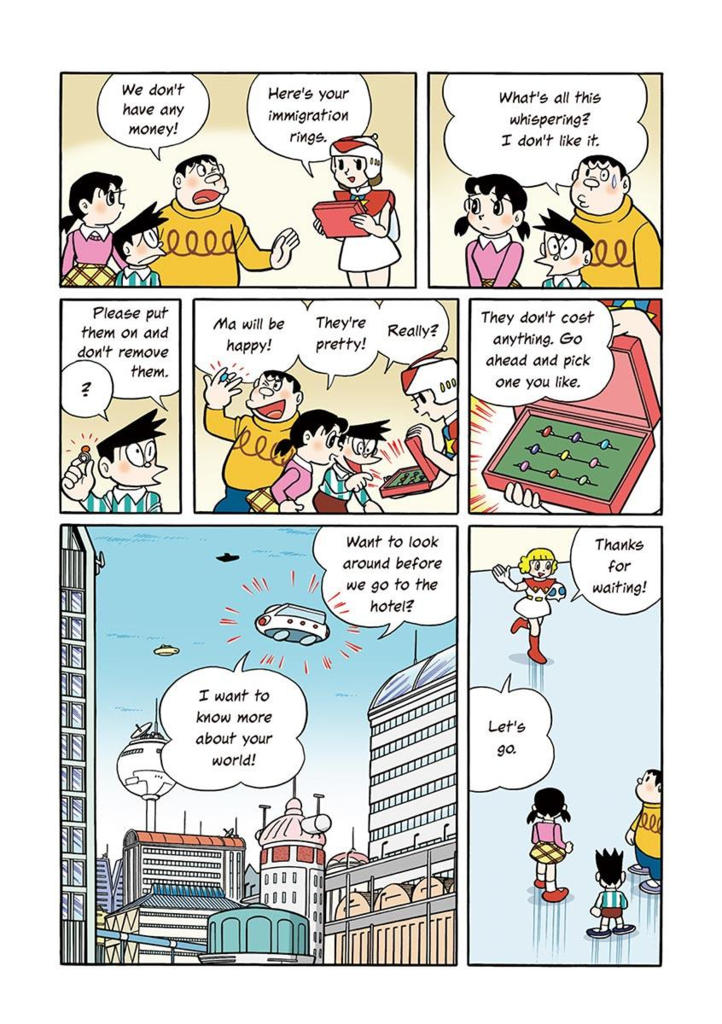 What's all this
whispering?
I don't like it.
Here's your
immigration
rings.
We don't
have any
money!
They don't cost
anything. Go
ahead and pick
one you like.
Really?
They're
pretty!
Ma will be
happy!
Please put
them on and
don't remove
them.
?
Thanks
for
waiting!
Let's
go.
Want to look
around before
we go to the
hotel?
I want to
know more
about your
world!